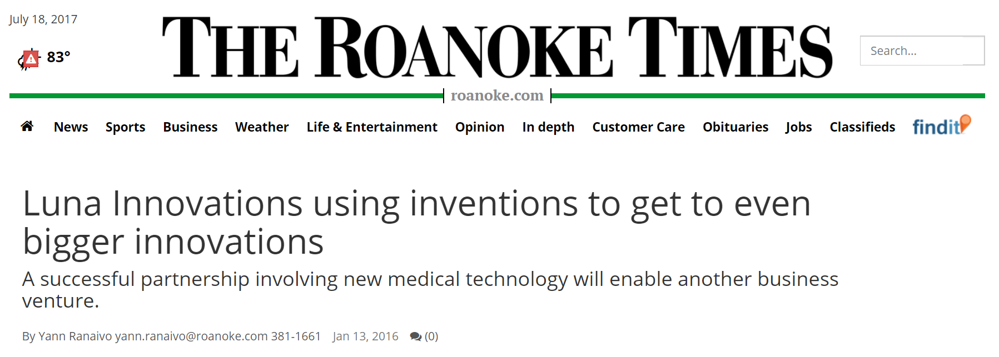 July 18, 2017
83°
THE ROANOKE TIMES
Search...
roanoke.com
News Sports Business Weather Life & Entertainment Opinion In depth Customer Care Obituaries Jobs Classifieds findit
Luna Innovations using inventions to get to even
bigger innovations
A successful partnership involving new medical technology will enable another business
venture.
By Yann Ranaivo yann.ranaivo@roanoke.com 381-1661 Jan 13, 2016 (0)